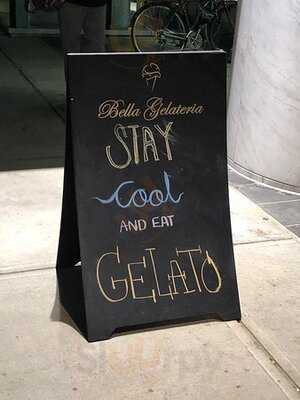 Bella Gelateria
STAY
Cool
AND EAT
GELATO